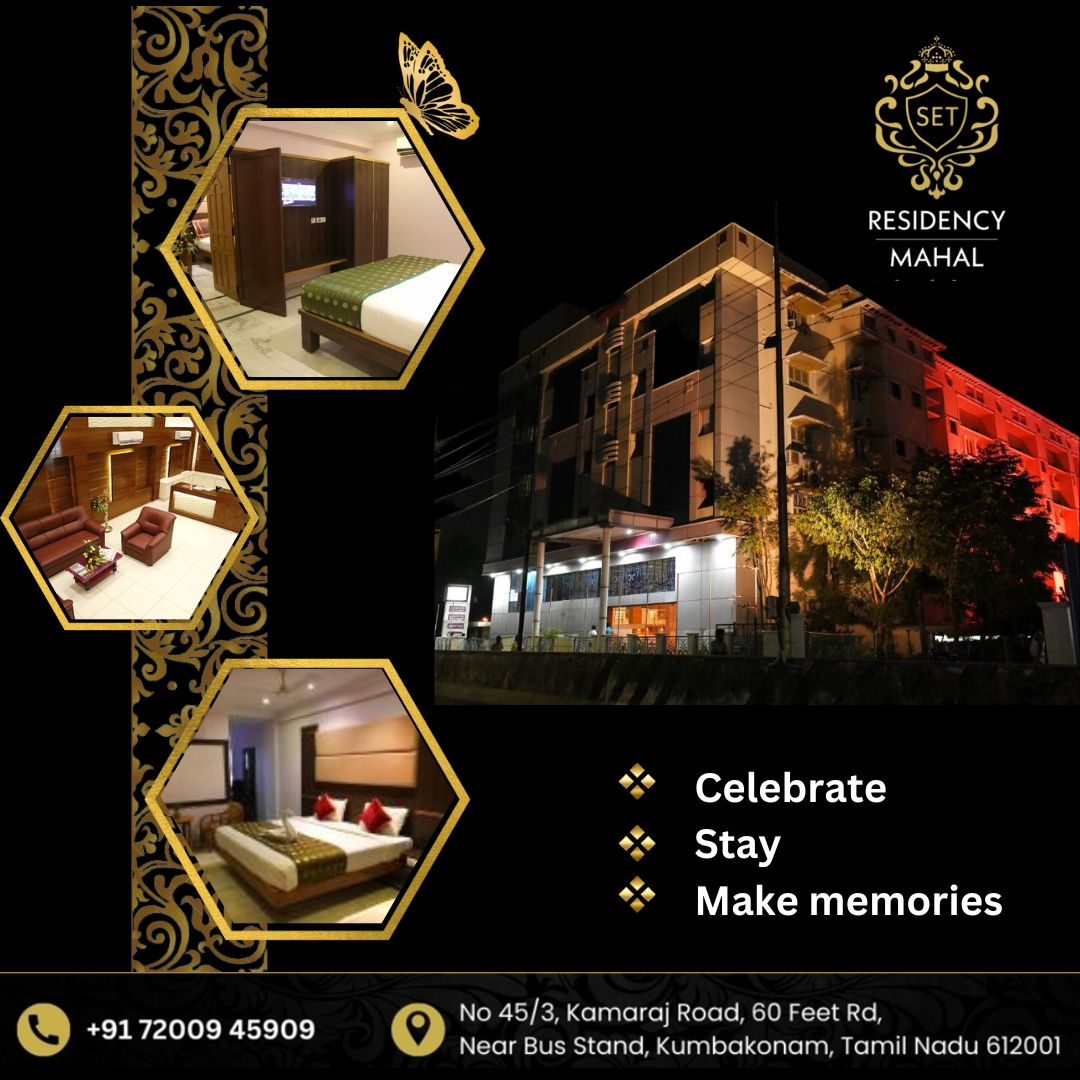 SET
RESIDENCY
MAHAL
Celebrate
Stay
Make memories
+91 72009 45909
No 45/3, Kamaraj Road, 60 Feet Rd,
Near Bus Stand, Kumbakonam, Tamil Nadu 612001